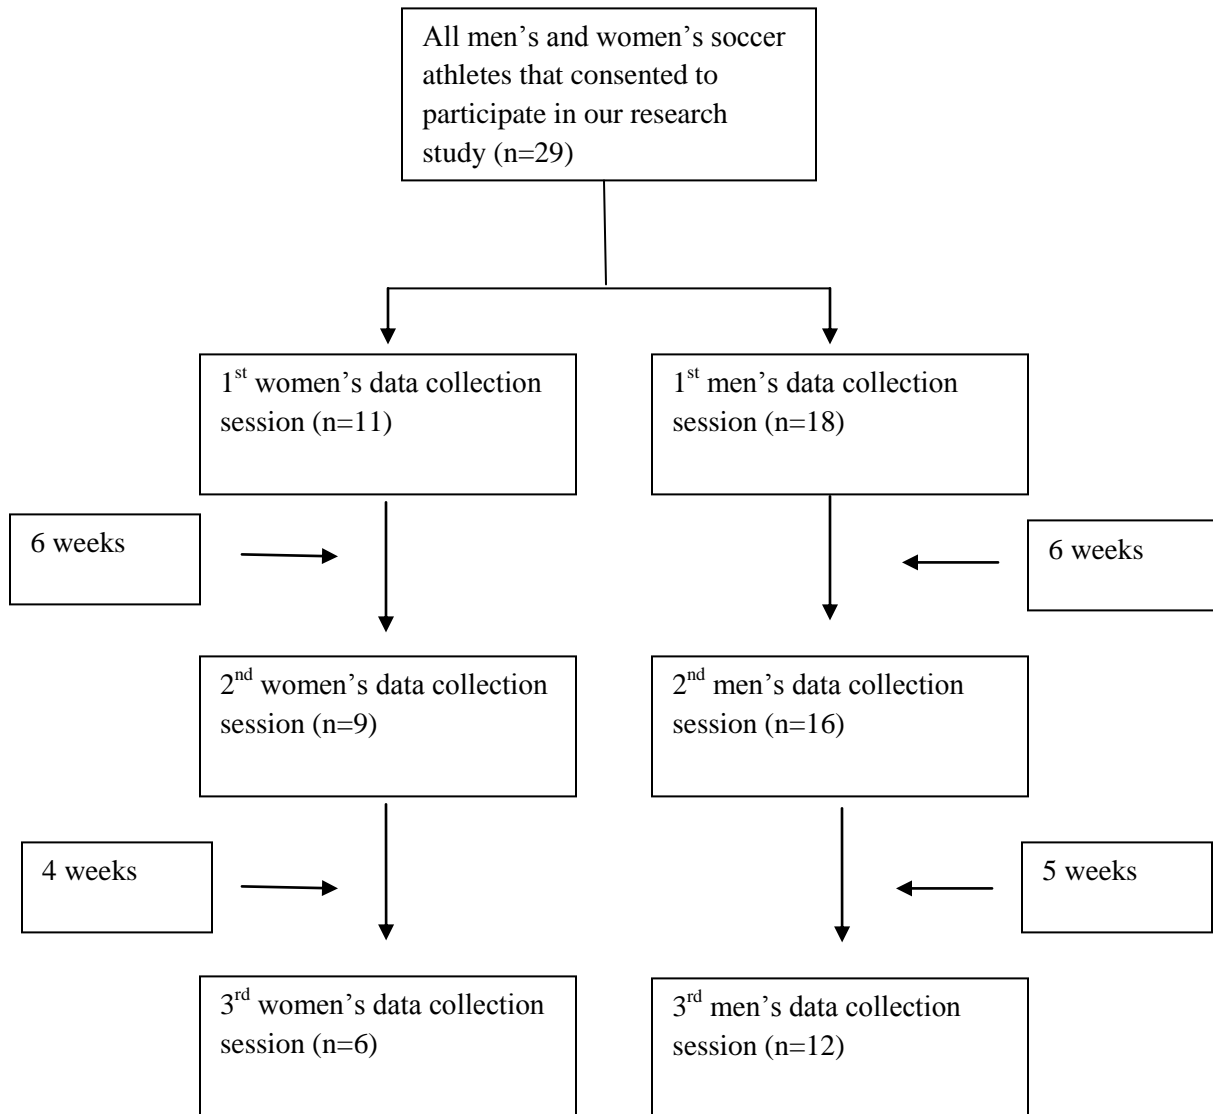 All men’s and women’s soccer
athletes that consented to
participate in our research
study (n=29)
1st women’s data collection
session (n=11)
1st men’s data collection
session (n=18)
6 weeks
6 weeks
2nd women’s data collection
session (n=9)
2nd men’s data collection
session (n=16)
4 weeks
5 weeks
3rd women’s data collection
session (n=6)
3rd men’s data collection
session (n=12)